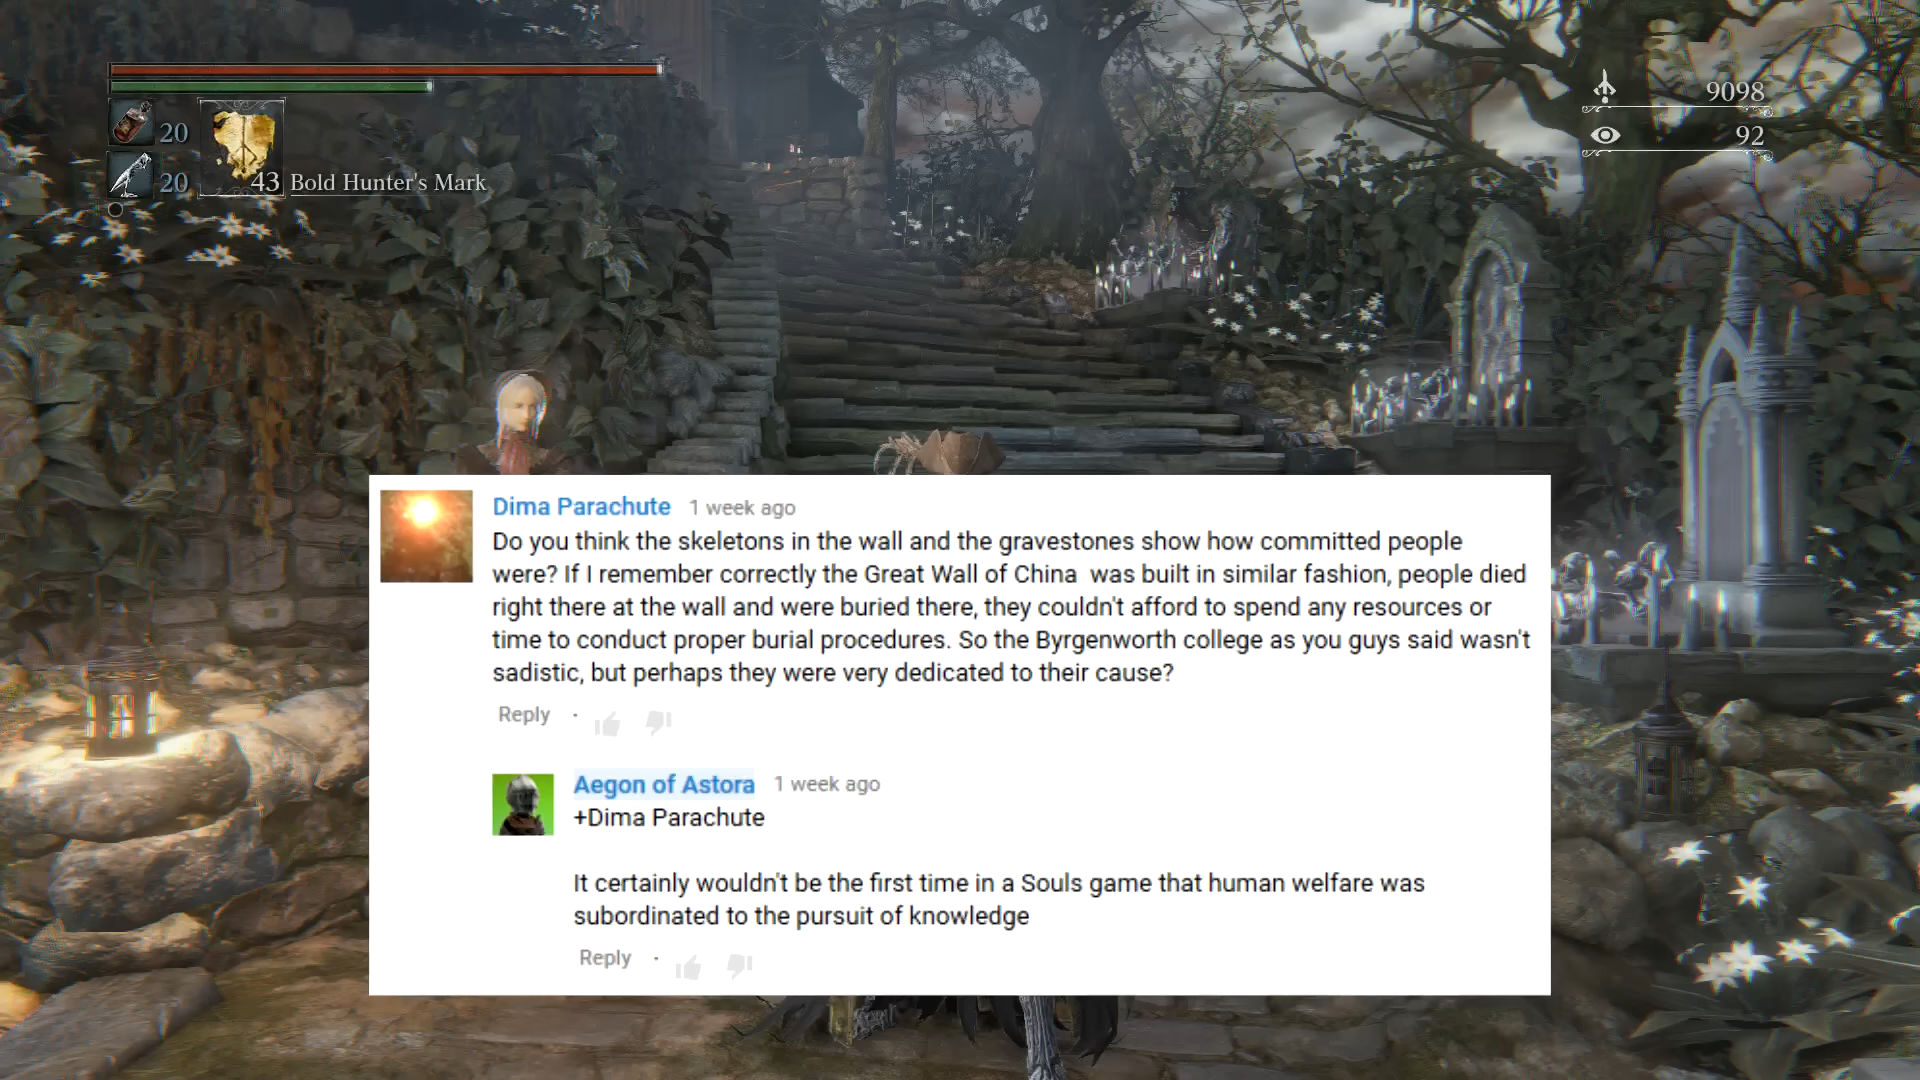 20
20
43 Bold Hunter's Mark
9098
92
Dima Parachute 1 week ago
Do you think the skeletons in the wall and the gravestones show how committed people
were? If I remember correctly the Great Wall of China  was built in similar fashion, people died
right there at the wall and were buried there, they couldn't afford to spend any resources or
time to conduct proper burial procedures. So the Byrgenworth college as you guys said wasn't
sadistic, but perhaps they were very dedicated to their cause?
Reply ·
Aegon of Astora 1 week ago
+Dima Parachute
It certainly wouldn't be the first time in a Souls game that human welfare was
subordinated to the pursuit of knowledge
Reply ·